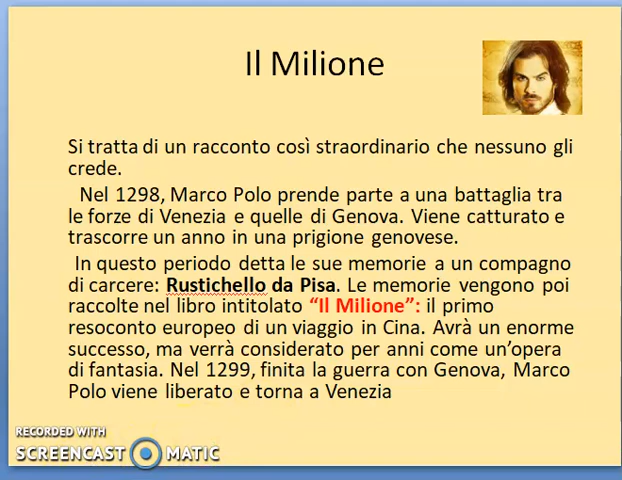 Il Milione
Si tratta di un racconto così straordinario che nessuno gli
crede.
Nel 1298, Marco Polo prende parte a una battaglia tra
le forze di Venezia e quelle di Genova. Viene catturato e
trascorre un anno in una prigione genovese.
In questo periodo detta le sue memorie a un compagno
di carcere: Rustichello da Pisa. Le memorie vengono poi
raccolte nel libro intitolato “Il Milione”: il primo
resoconto europeo di un viaggio in Cina. Avrà un enorme
successo, ma verrà considerato per anni come un’opera
di fantasia. Nel 1299, finita la guerra con Genova, Marco
Polo viene liberato e torna a Venezia
RECORDED WITH
SCREENCAST MATIC